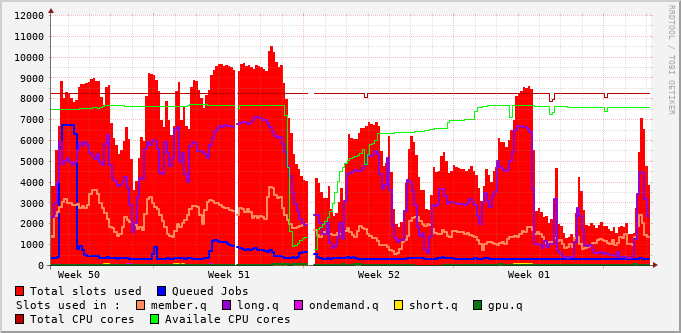 12000
11000
10000
9000
8000
7000
6000
5000
4000
3000
2000
1000
0
Week 50 Week 51 Week 52 Week 01
Total slots used Queued Jobs
Slots used in : member.q long.q ondemand.q short.q gpu.q
Total CPU cores Availale CPU cores
RRDTOOL / TOBI OETIKER